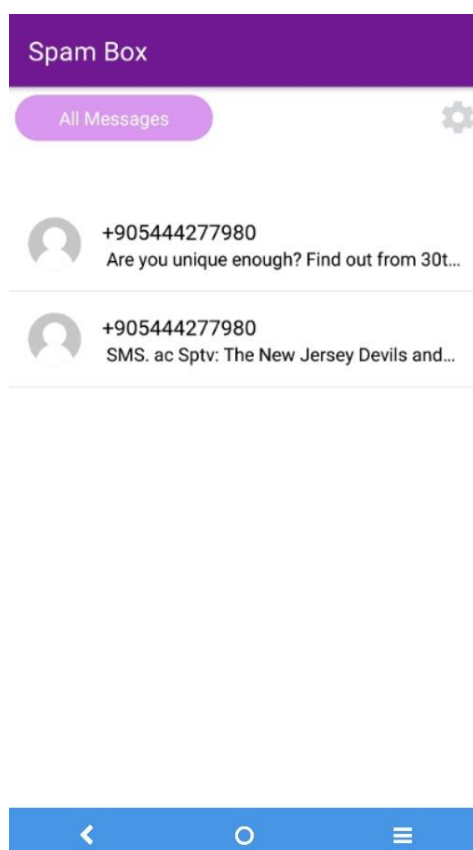 Spam Box
All Messages
+905444277980
Are you unique enough? Find out from 30t...
+905444277980
SMS. ac Sptv: The New Jersey Devils and...